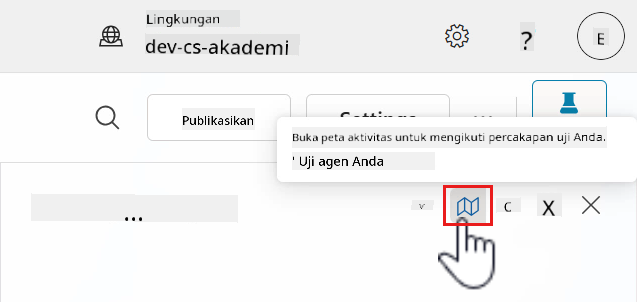 Lingkungan
dev-cs-akademi
?
E
Publikasikan
Settings
...
Buka peta aktivitas untuk mengikuti percakapan uji Anda.
' Uji agen Anda
...
C
X